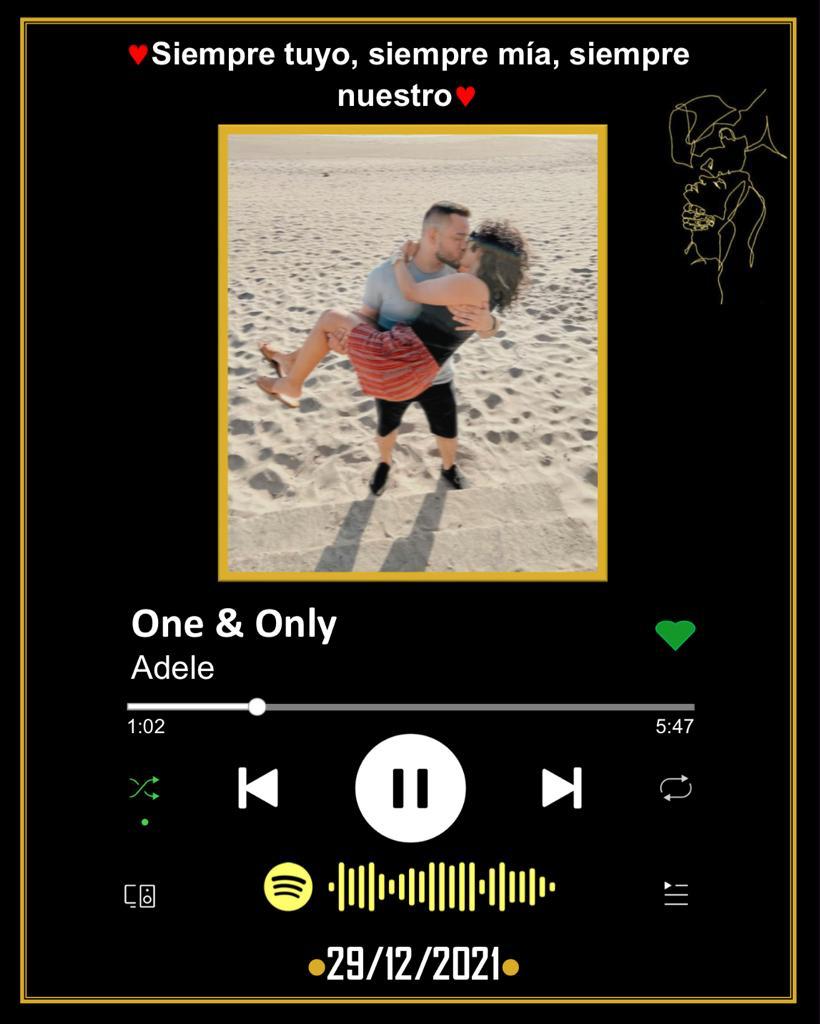 ♥Siempre tuyo, siempre mía, siempre
nuestro♥
One & Only
Adele
1:02 5:47
29/12/2021